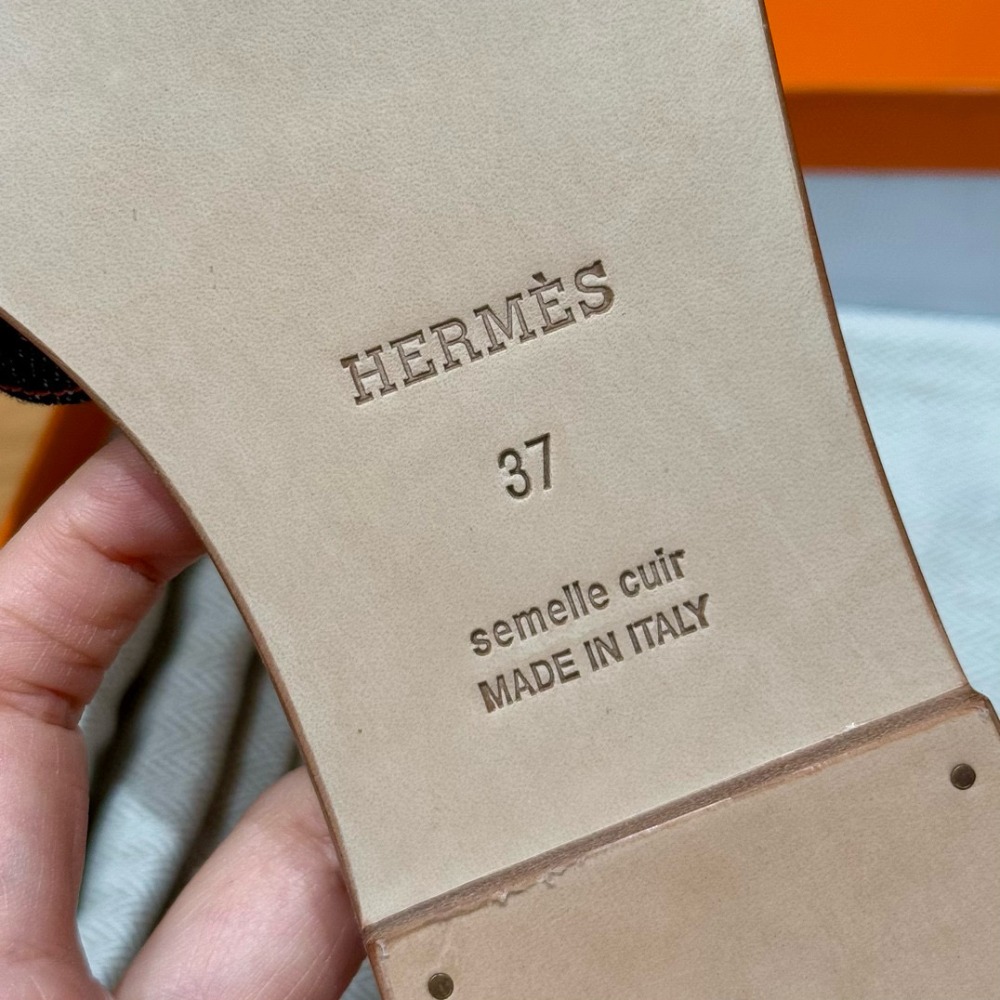 HERMÈS
37
semelle cuir
MADE IN ITALY